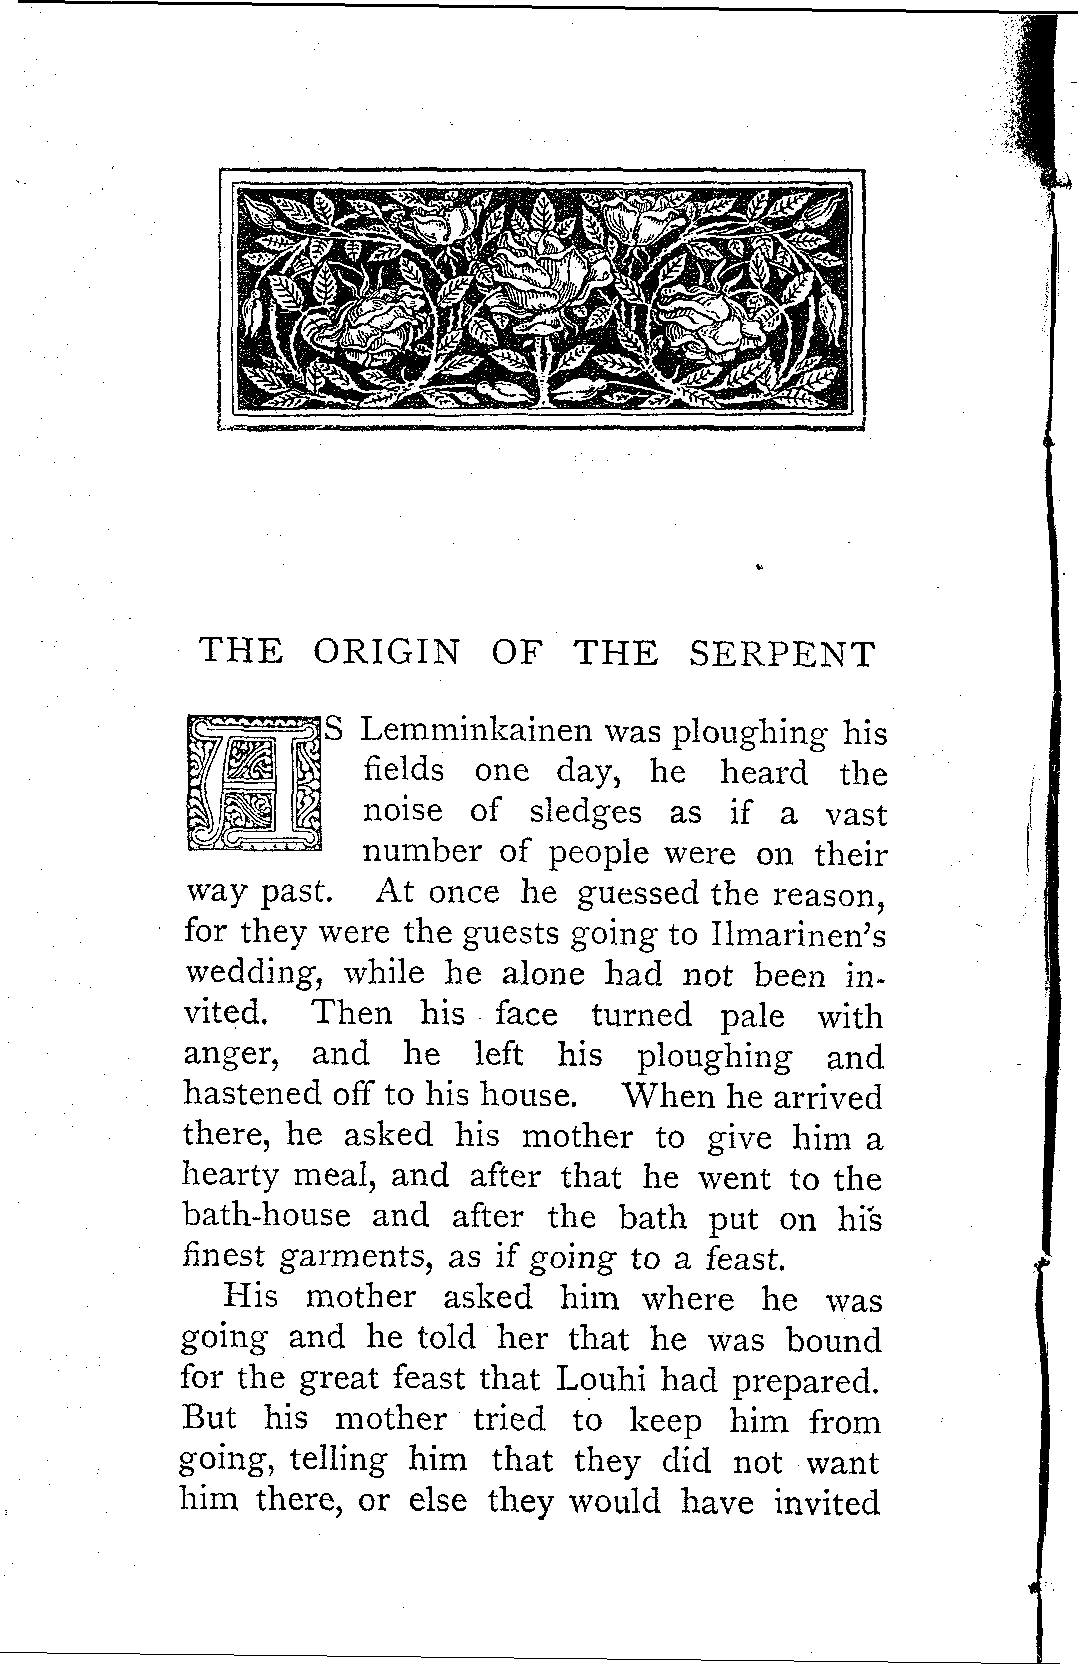 THE ORIGIN OF THE SERPENT
AS Lemminkainen was ploughing his
fields one day, he heard the
noise of sledges as if a vast
number of people were on their
way past. At once he guessed the reason,
for they were the guests going to Ilmarinen's
wedding, while he alone had not been in-
vited. Then his face turned pale with
anger, and he left his ploughing and
hastened off to his house. When he arrived
there, he asked his mother to give him a
hearty meal, and after that he went to the
bath-house and after the bath put on his
finest garments, as if going to a feast.
His mother asked him where he was
going and he told her that he was bound
for the great feast that Louhi had prepared.
But his mother tried to keep him from
going, telling him that they did not want
him there, or else they would have invited